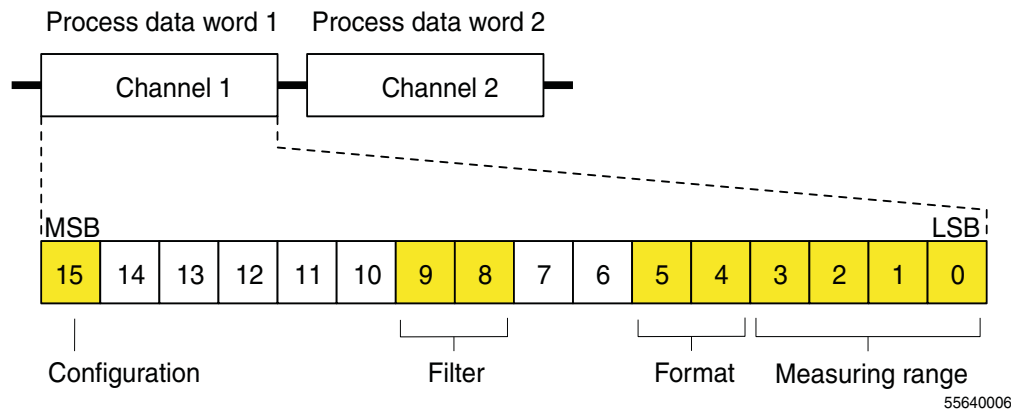 Process data word 1 Process data word 2
Channel 1 Channel 2
MSB LSB
15 14 13 12 11 10 9 8 7 6 5 4 3 2 1 0
Configuration Filter Format Measuring range
55640006